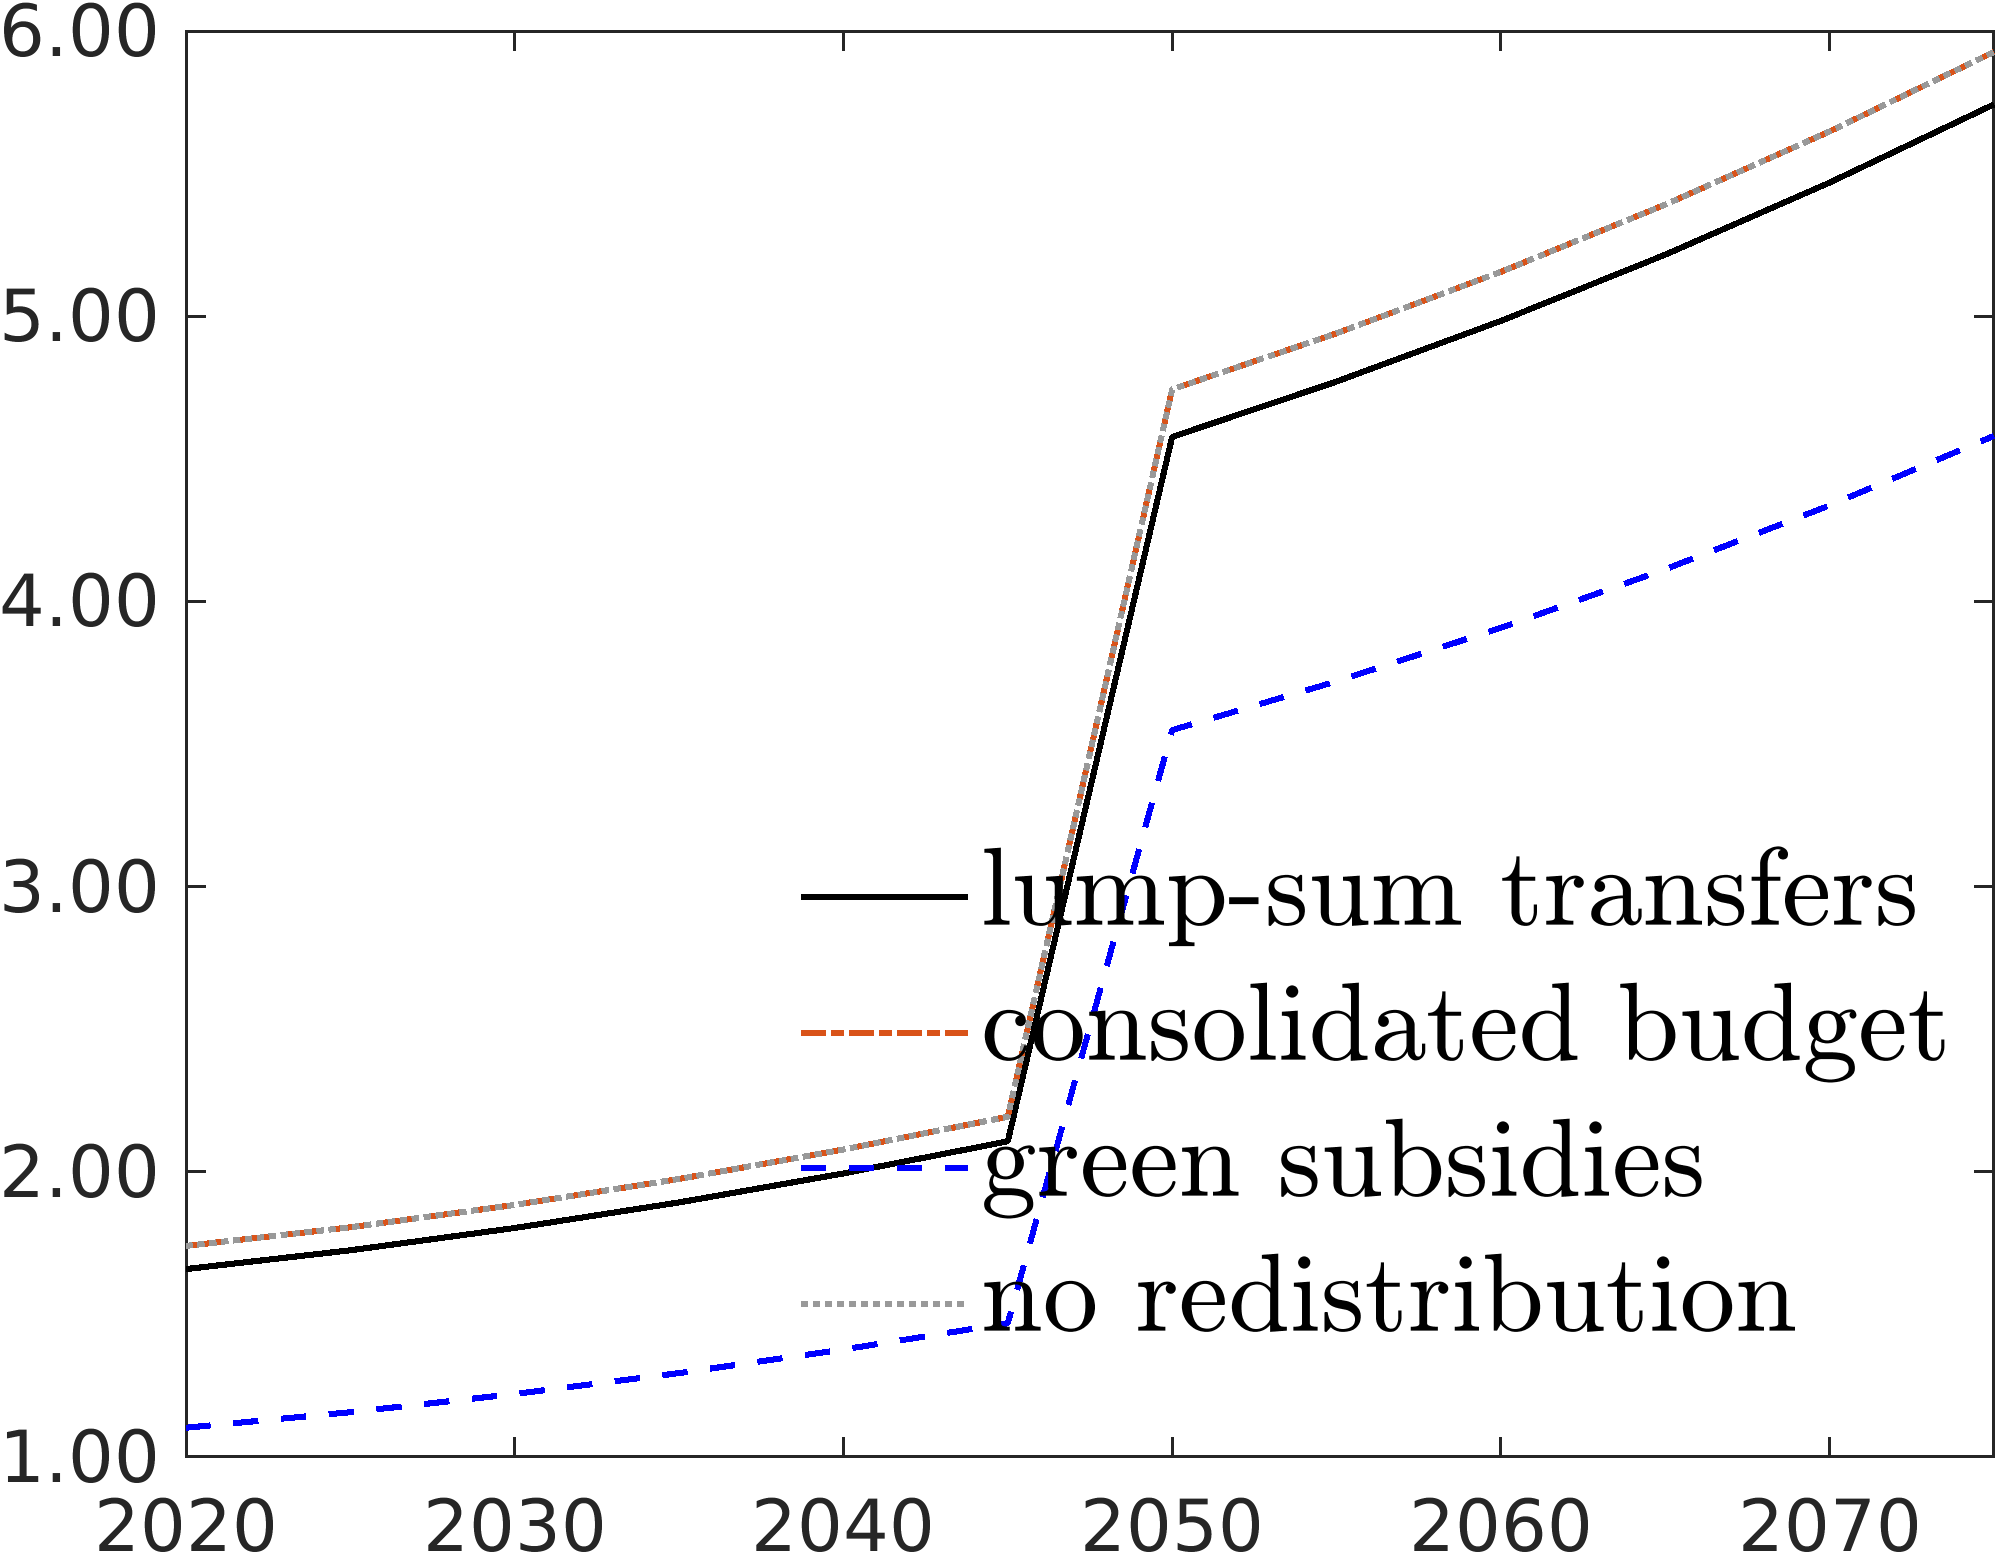 6.00
5.00
4.00
3.00
2.00
1.00
lump-sum transfers
consolidated budget
green subsidies
no redistribution
2020 2030 2040 2050 2060 2070